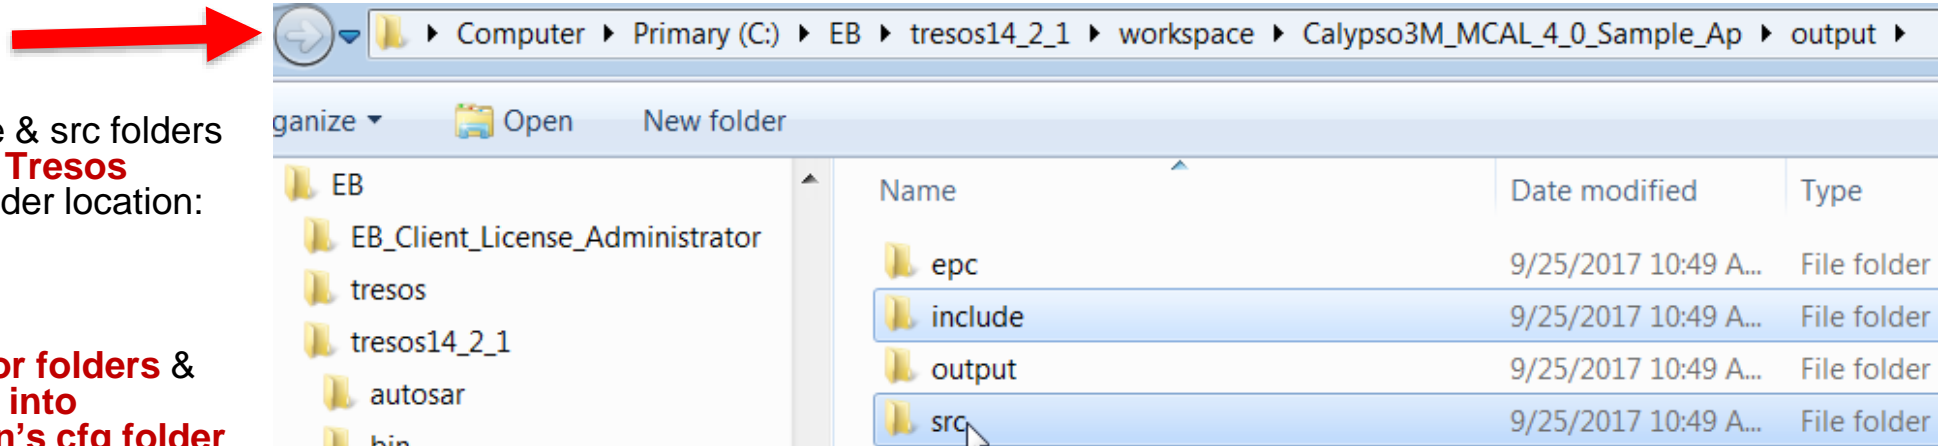 Computer Primary (C:) EB tresos14_2_1 workspace Calypso3M_MCAL_4_0_Sample_Ap output
ganize Open New folder
e & src folders
Tresos
der location:
or folders &
into
n's cfg folder
EB
EB_Client_License_Administrator
tresos
tresos14_2_1
autosar
bin
Name Date modified Type
epc 9/25/2017 10:49 A... File folder
include 9/25/2017 10:49 A... File folder
output 9/25/2017 10:49 A... File folder
src 9/25/2017 10:49 A... File folder